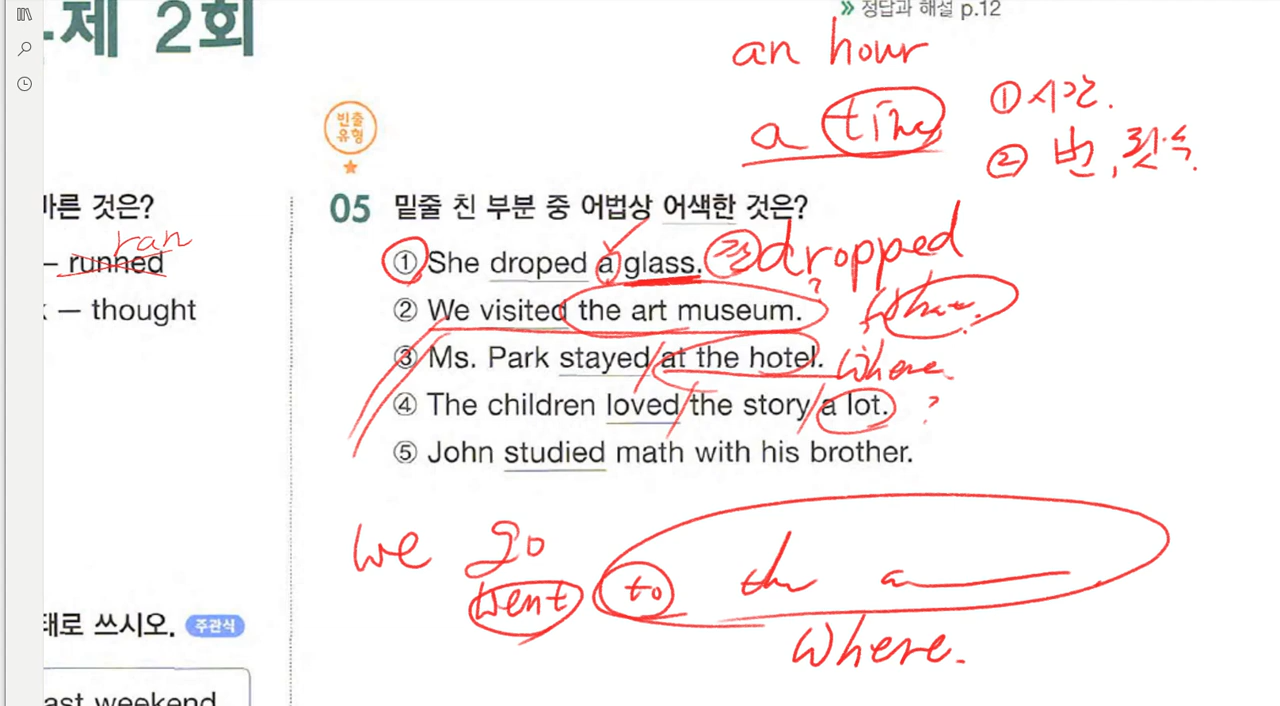 제 2회
» 정답과 해설 p.12
an hour
a time
① 시간.
② 번, 횟수.
빈출
유형
바른 것은?
ran
— runned
— thought
05 밑줄 친 부분 중 어법상 어색한 것은?
① She droped a glass. 잔 dropped
② We visited the art museum. ?
③ Ms. Park stayed at the hotel. where
④ The children loved the story a lot. ?
⑤ John studied math with his brother.
we go
went to the a
where.
태로 쓰시오. 주관식
ast weekend